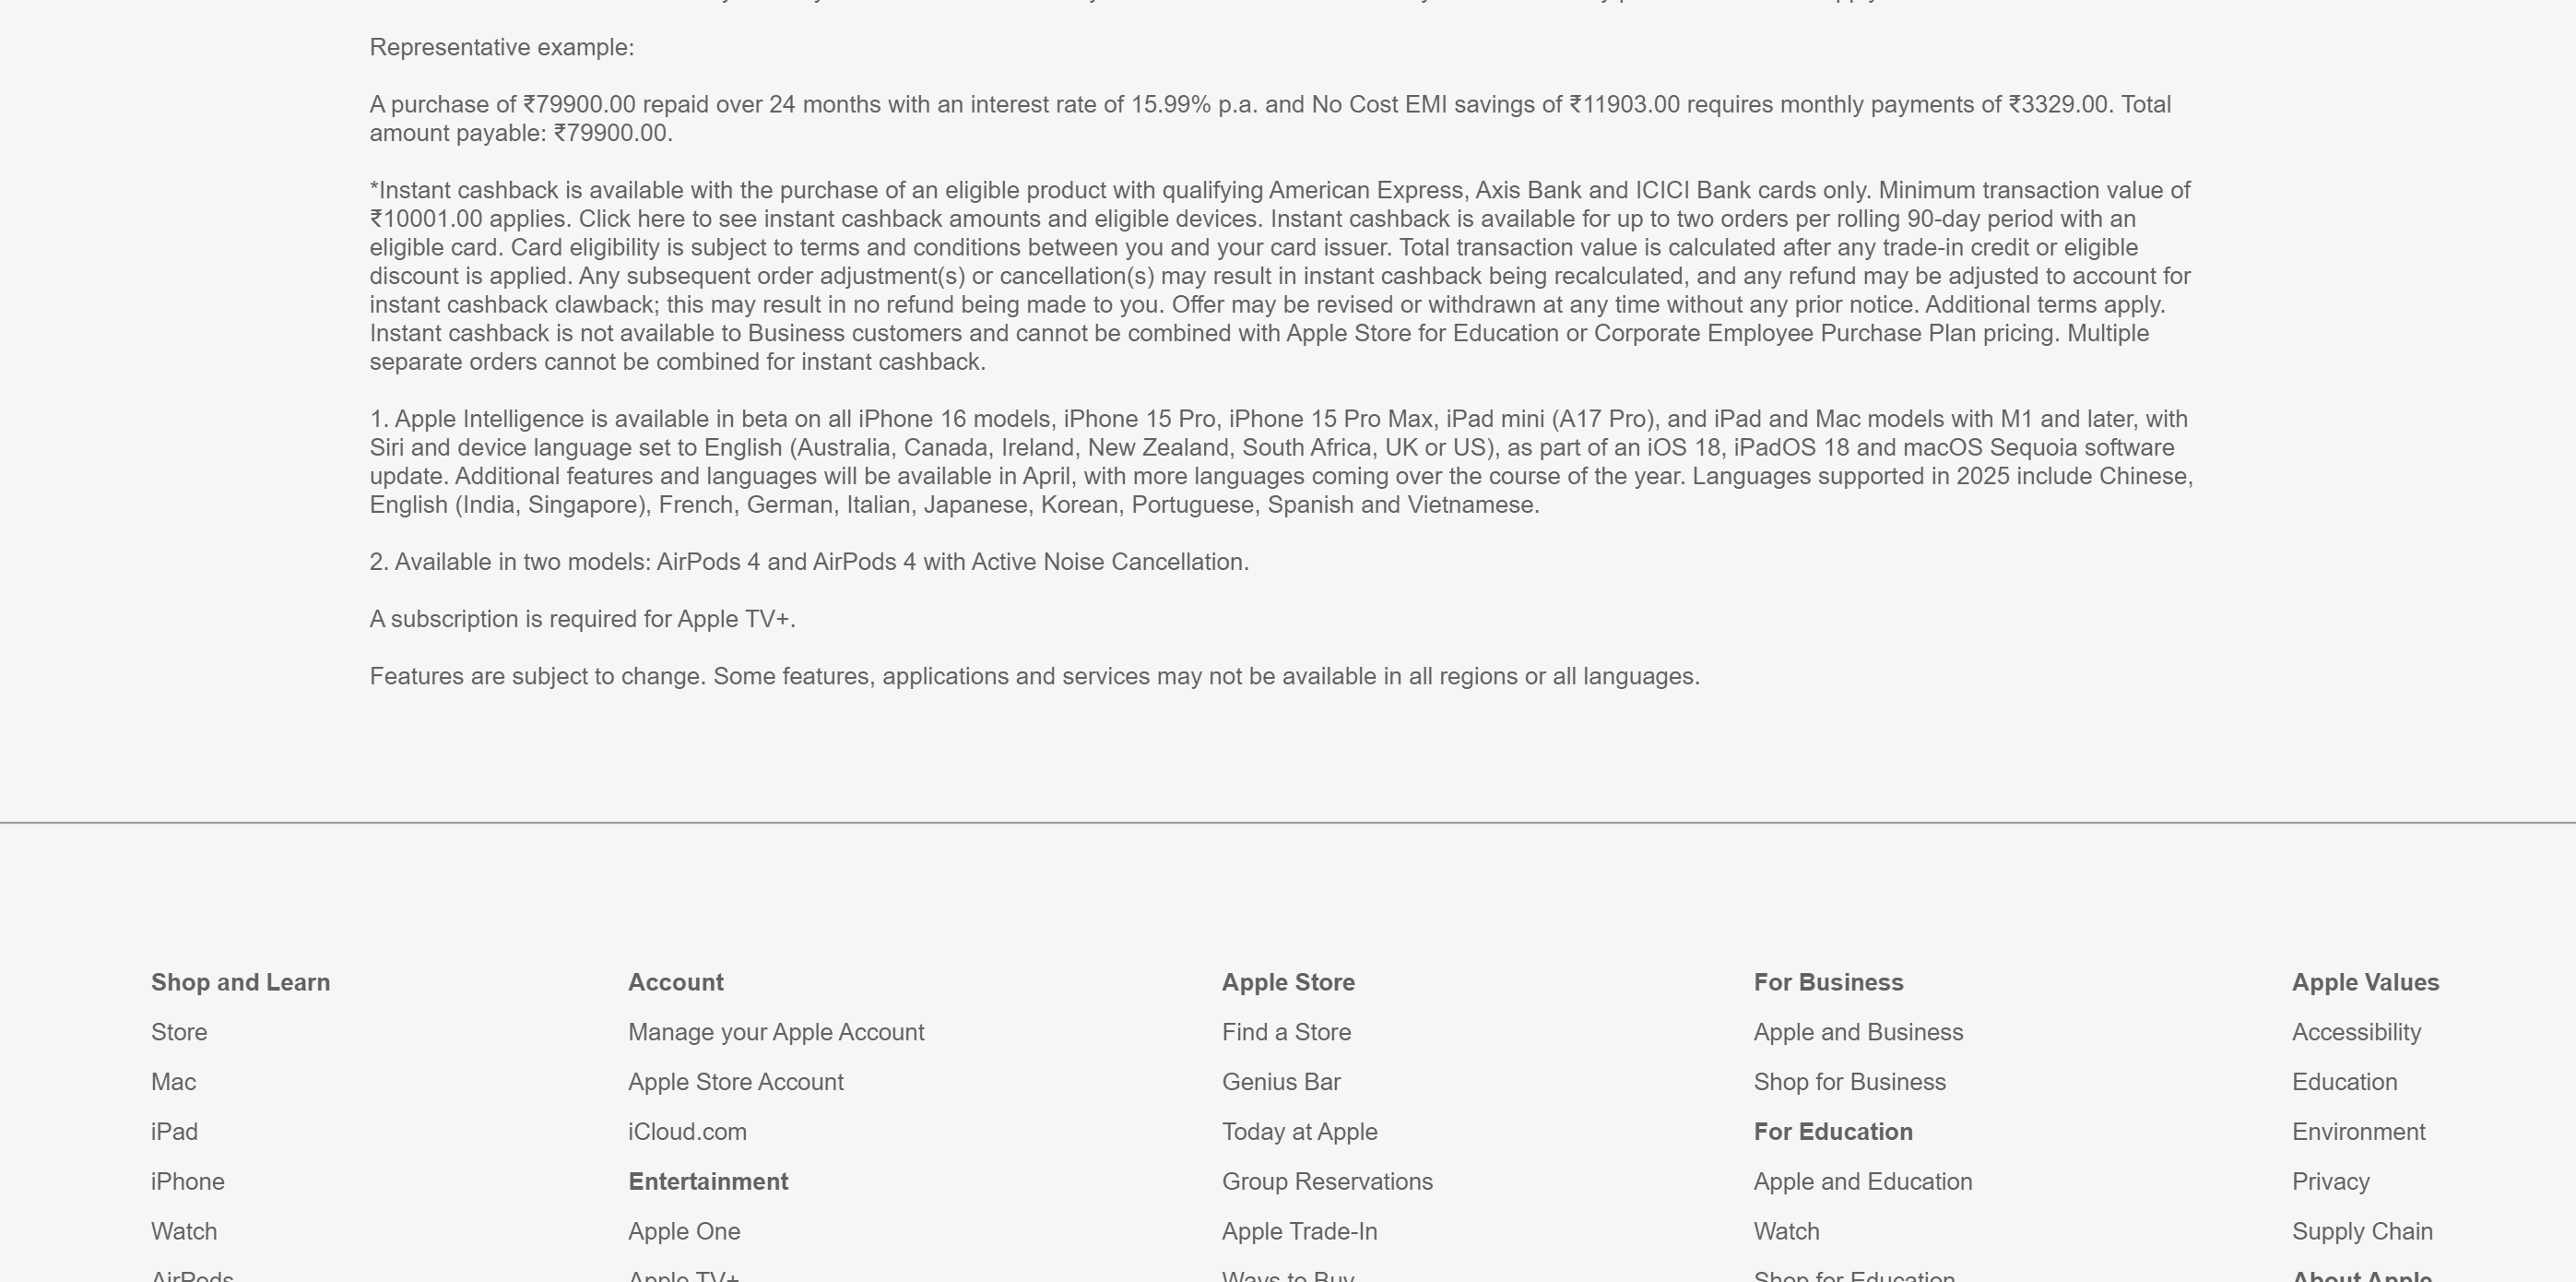 Representative example:
A purchase of ₹79900.00 repaid over 24 months with an interest rate of 15.99% p.a. and No Cost EMI savings of ₹11903.00 requires monthly payments of ₹3329.00. Total
amount payable: ₹79900.00.
*Instant cashback is available with the purchase of an eligible product with qualifying American Express, Axis Bank and ICICI Bank cards only. Minimum transaction value of
₹10001.00 applies. Click here to see instant cashback amounts and eligible devices. Instant cashback is available for up to two orders per rolling 90-day period with an
eligible card. Card eligibility is subject to terms and conditions between you and your card issuer. Total transaction value is calculated after any trade-in credit or eligible
discount is applied. Any subsequent order adjustment(s) or cancellation(s) may result in instant cashback being recalculated, and any refund may be adjusted to account for
instant cashback clawback; this may result in no refund being made to you. Offer may be revised or withdrawn at any time without any prior notice. Additional terms apply.
Instant cashback is not available to Business customers and cannot be combined with Apple Store for Education or Corporate Employee Purchase Plan pricing. Multiple
separate orders cannot be combined for instant cashback.
1. Apple Intelligence is available in beta on all iPhone 16 models, iPhone 15 Pro, iPhone 15 Pro Max, iPad mini (A17 Pro), and iPad and Mac models with M1 and later, with
Siri and device language set to English (Australia, Canada, Ireland, New Zealand, South Africa, UK or US), as part of an iOS 18, iPadOS 18 and macOS Sequoia software
update. Additional features and languages will be available in April, with more languages coming over the course of the year. Languages supported in 2025 include Chinese,
English (India, Singapore), French, German, Italian, Japanese, Korean, Portuguese, Spanish and Vietnamese.
2. Available in two models: AirPods 4 and AirPods 4 with Active Noise Cancellation.
A subscription is required for Apple TV+.
Features are subject to change. Some features, applications and services may not be available in all regions or all languages.
Shop and Learn
Store
Mac
iPad
iPhone
Watch
AirPods
Account
Manage your Apple Account
Apple Store Account
iCloud.com
Entertainment
Apple One
Apple TV+
Apple Store
Find a Store
Genius Bar
Today at Apple
Group Reservations
Apple Trade-In
Ways to Buy
For Business
Apple and Business
Shop for Business
For Education
Apple and Education
Watch
Shop for Education
Apple Values
Accessibility
Education
Environment
Privacy
Supply Chain
About Apple